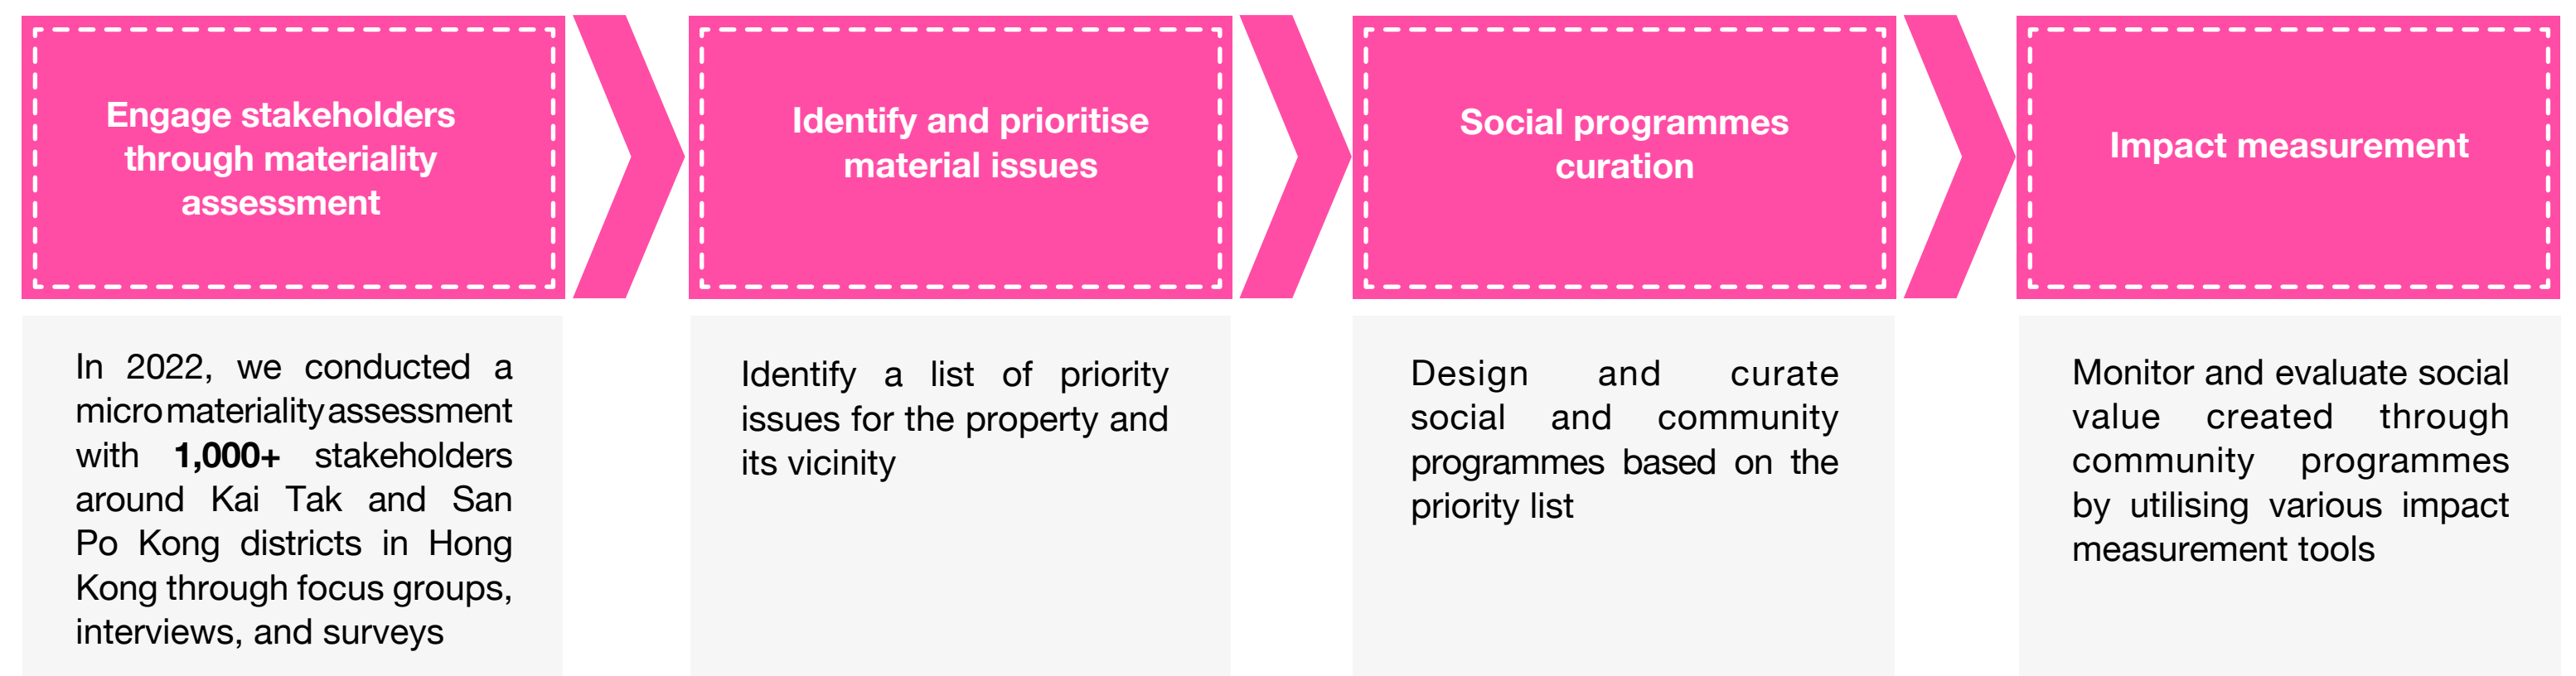 Engage stakeholders
through materiality
assessment
In 2022, we conducted a
micro materiality assessment
with 1,000+ stakeholders
around Kai Tak and San
Po Kong districts in Hong
Kong through focus groups,
interviews, and surveys
Identify and prioritise
material issues
Identify a list of priority
issues for the property and
its vicinity
Social programmes
curation
Design and curate
social and community
programmes based on the
priority list
Impact measurement
Monitor and evaluate social
value created through
community programmes
by utilising various impact
measurement tools